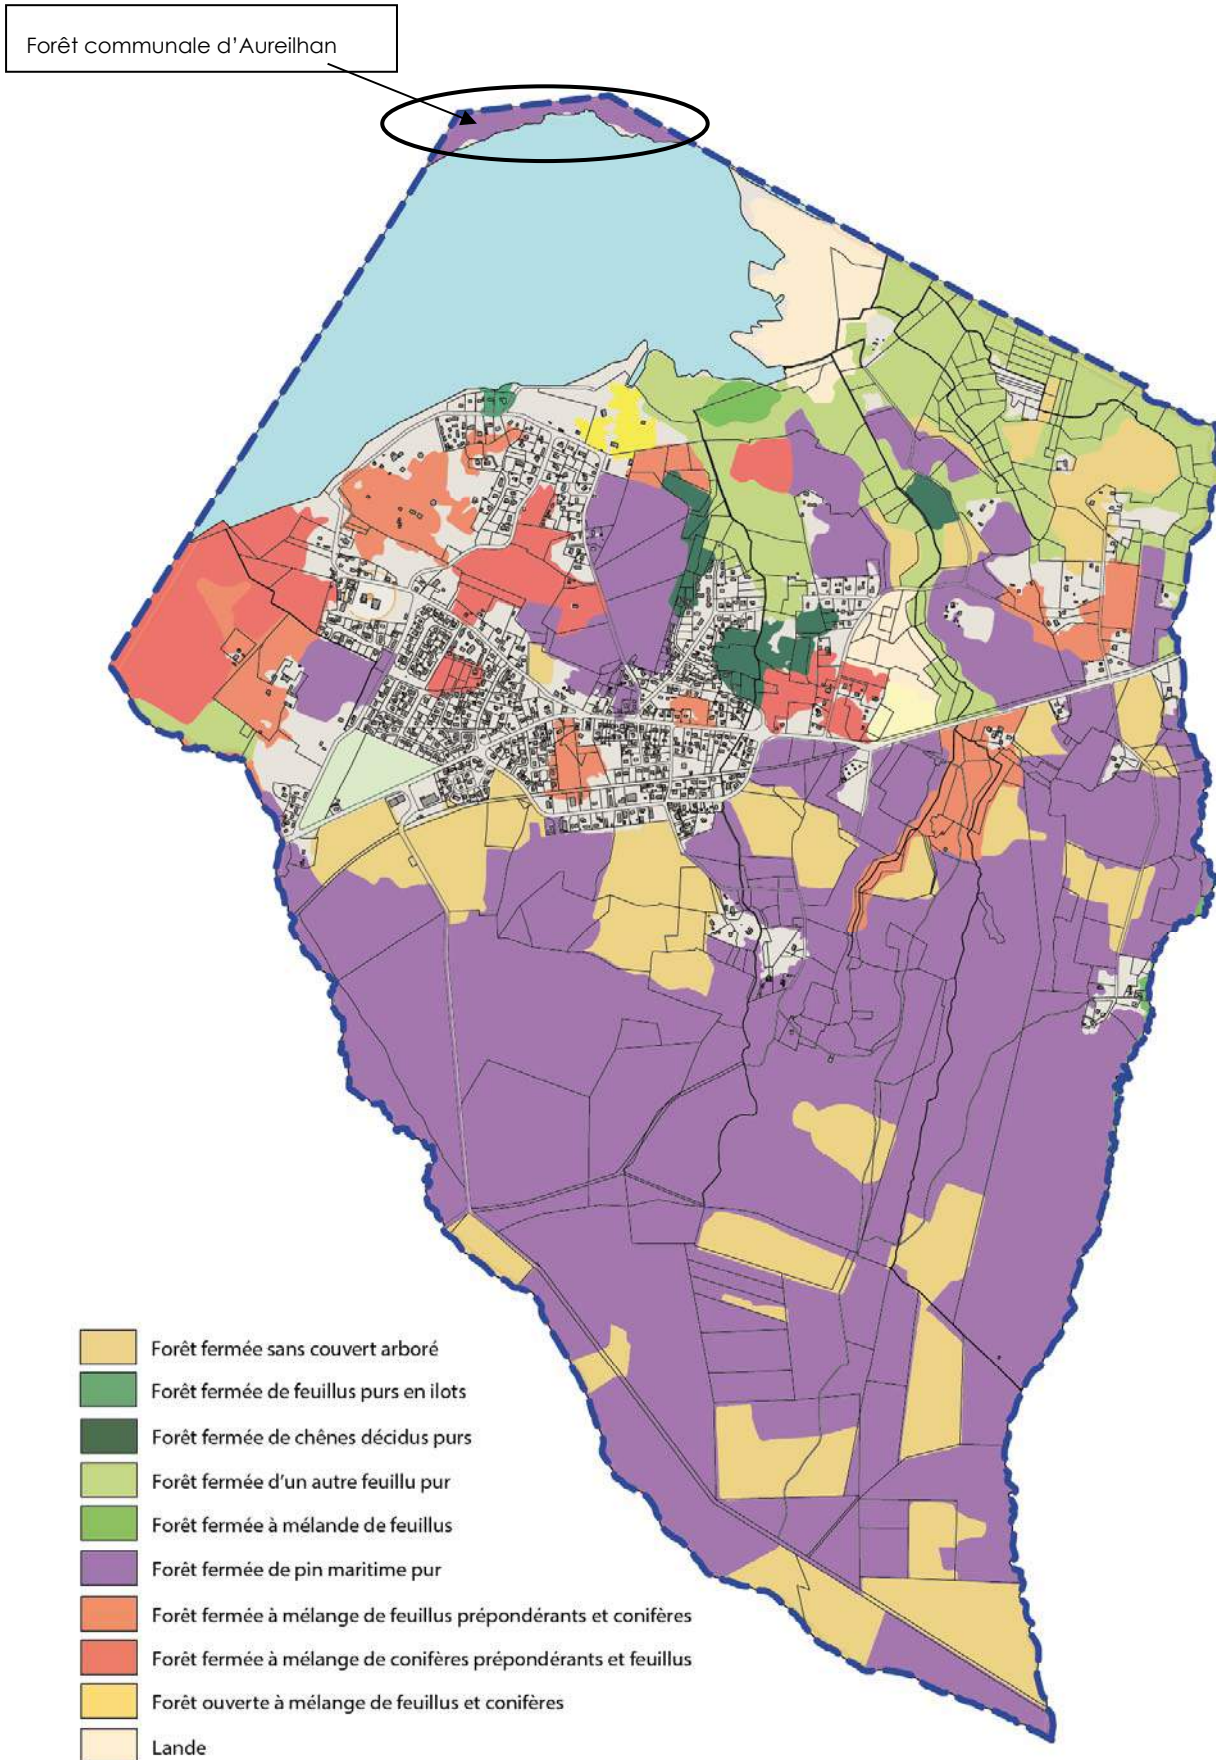 Forêt communale d'Aureilhan
Forêt fermée sans couvert arboré
Forêt fermée de feuillus purs en ilots
Forêt fermée de chênes décidus purs
Forêt fermée d'un autre feuillu pur
Forêt fermée à mélande de feuillus
Forêt fermée de pin maritime pur
Forêt fermée à mélange de feuillus prépondérants et conifères
Forêt fermée à mélange de conifères prépondérants et feuillus
Forêt ouverte à mélange de feuillus et conifères
Lande